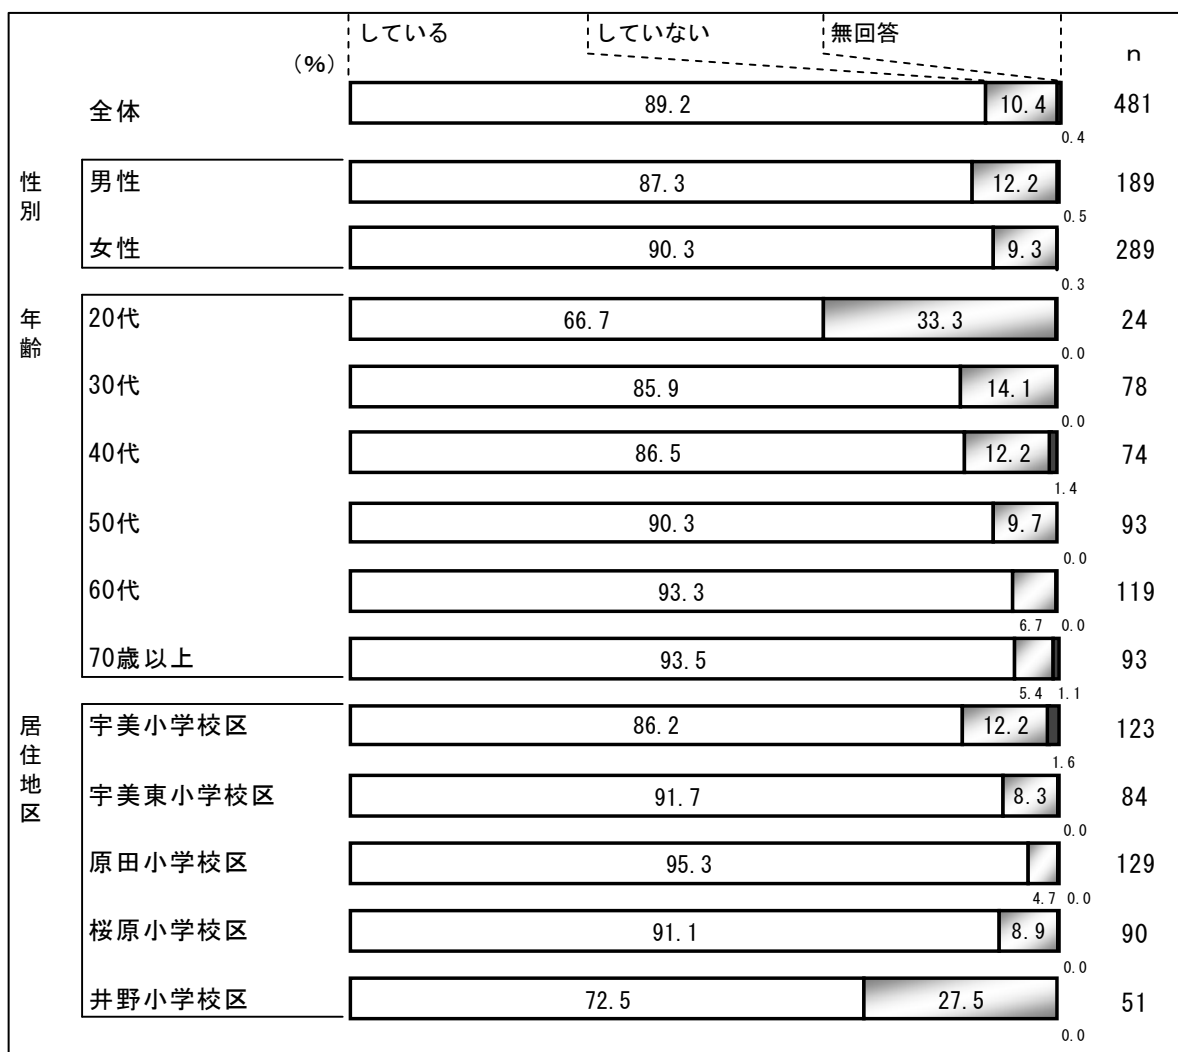 している していない 無回答
(%) n
全体 89.2 10.4 481
0.4
性別
男性 87.3 12.2 189
0.5
女性 90.3 9.3 289
0.3
年齢
20代 66.7 33.3 24
0.0
30代 85.9 14.1 78
0.0
40代 86.5 12.2 74
1.4
50代 90.3 9.7 93
0.0
60代 93.3 119
6.7 0.0
70歳以上 93.5 93
5.4 1.1
居住地区
宇美小学校区 86.2 12.2 123
1.6
宇美東小学校区 91.7 8.3 84
0.0
原田小学校区 95.3 129
4.7 0.0
桜原小学校区 91.1 8.9 90
0.0
井野小学校区 72.5 27.5 51
0.0